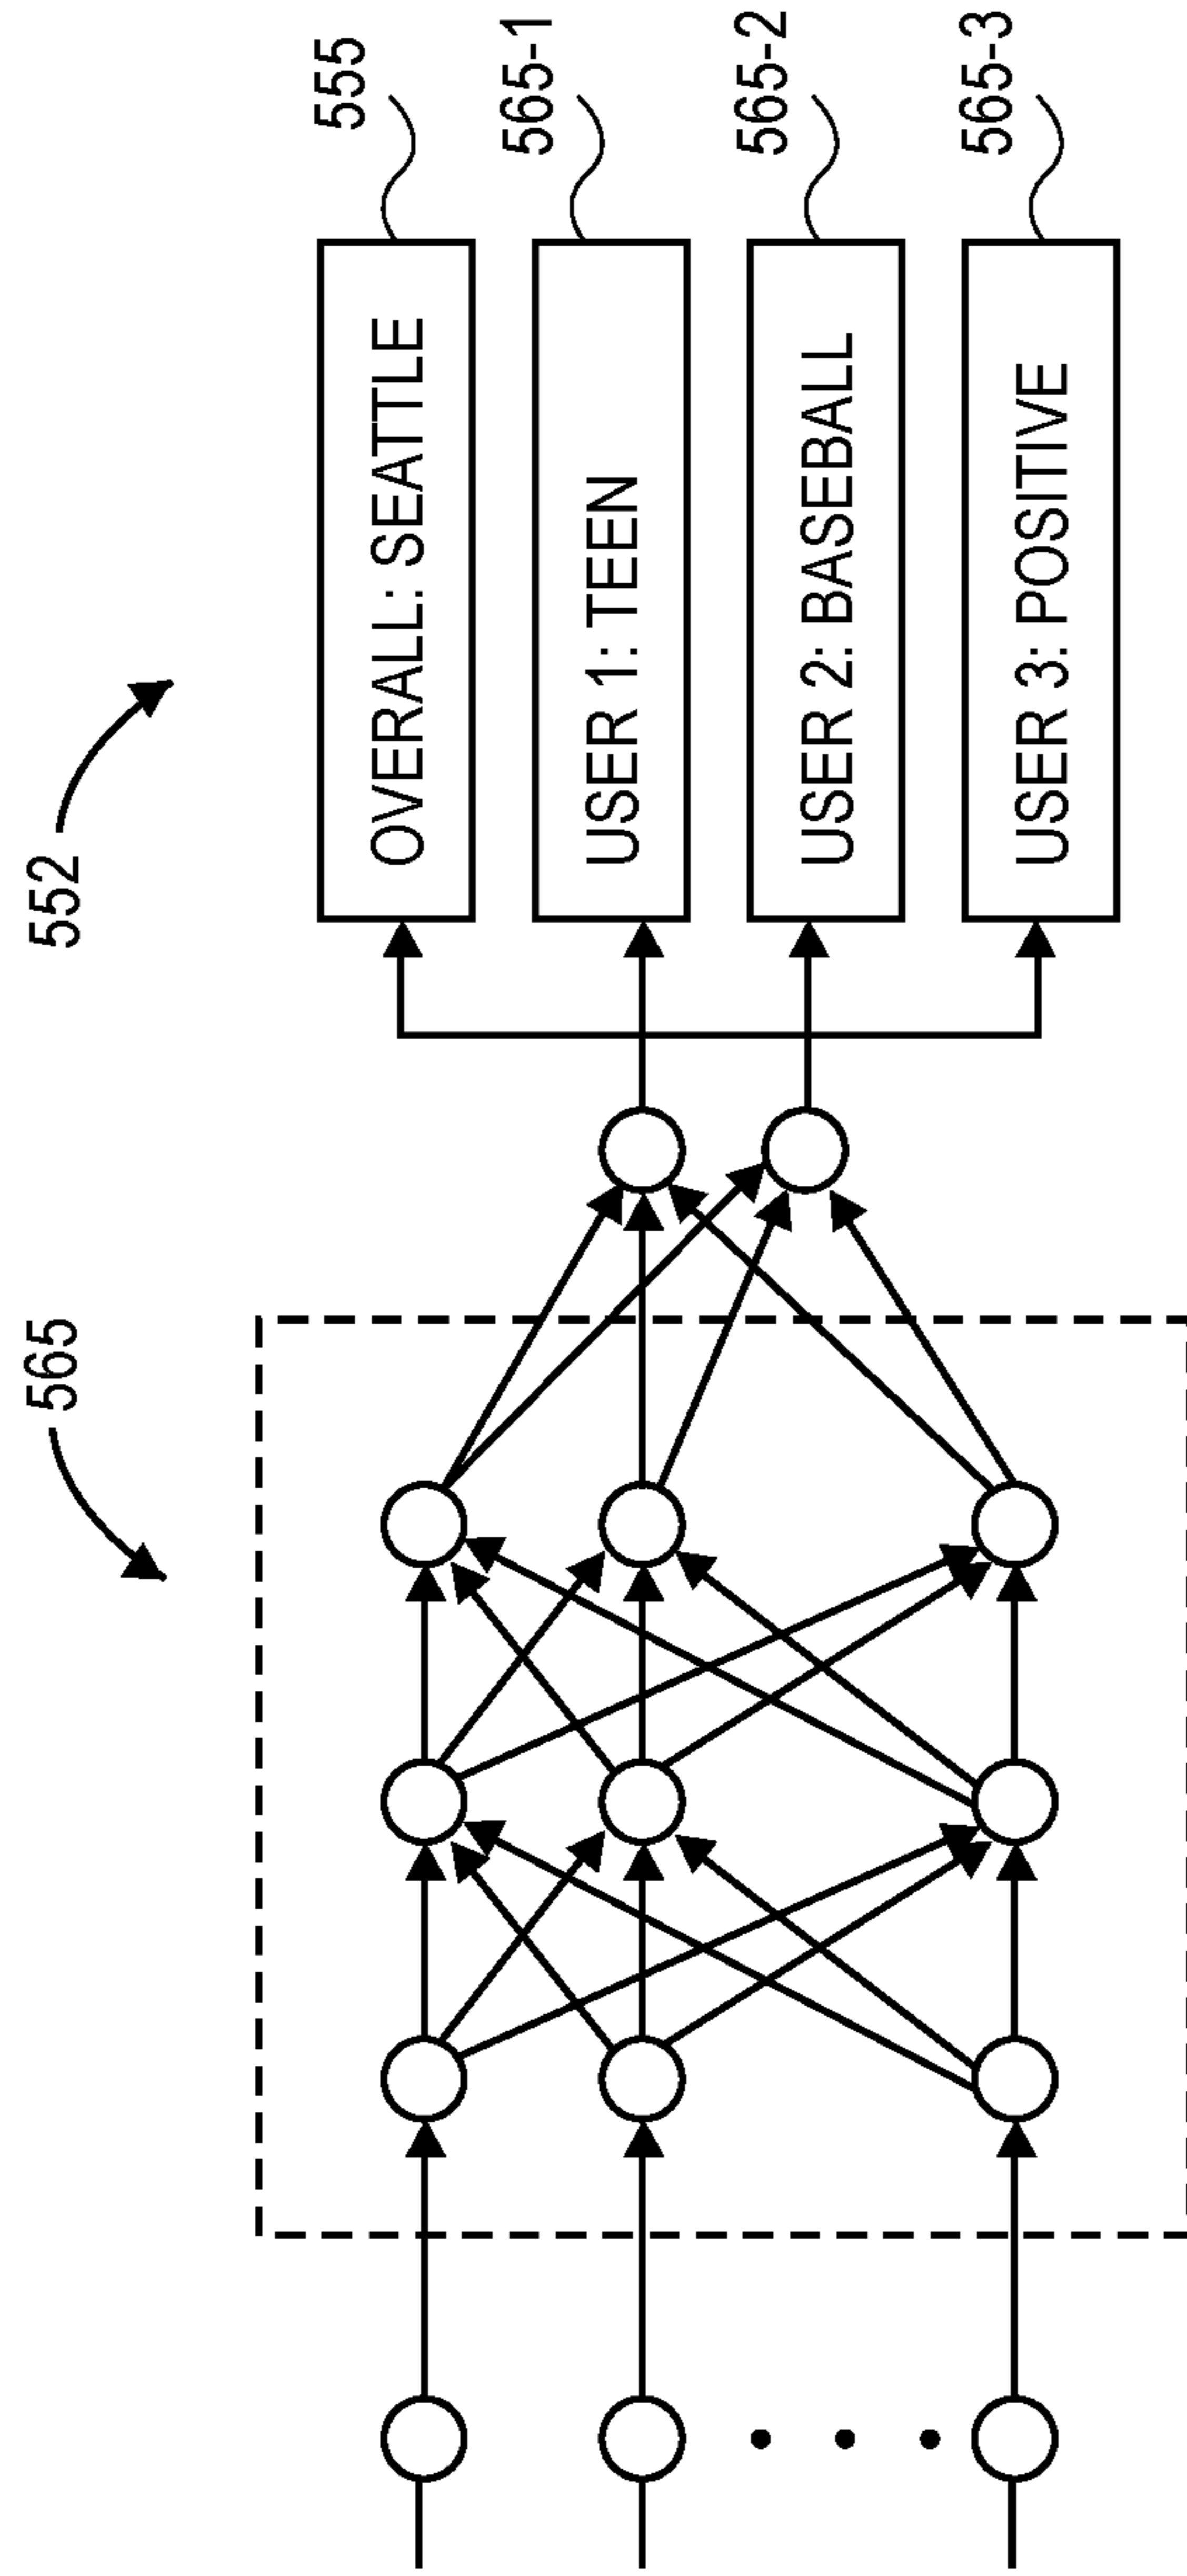 565
552
OVERALL: SEATTLE
555
USER 1: TEEN
565-1
USER 2: BASEBALL
565-2
USER 3: POSITIVE
565-3